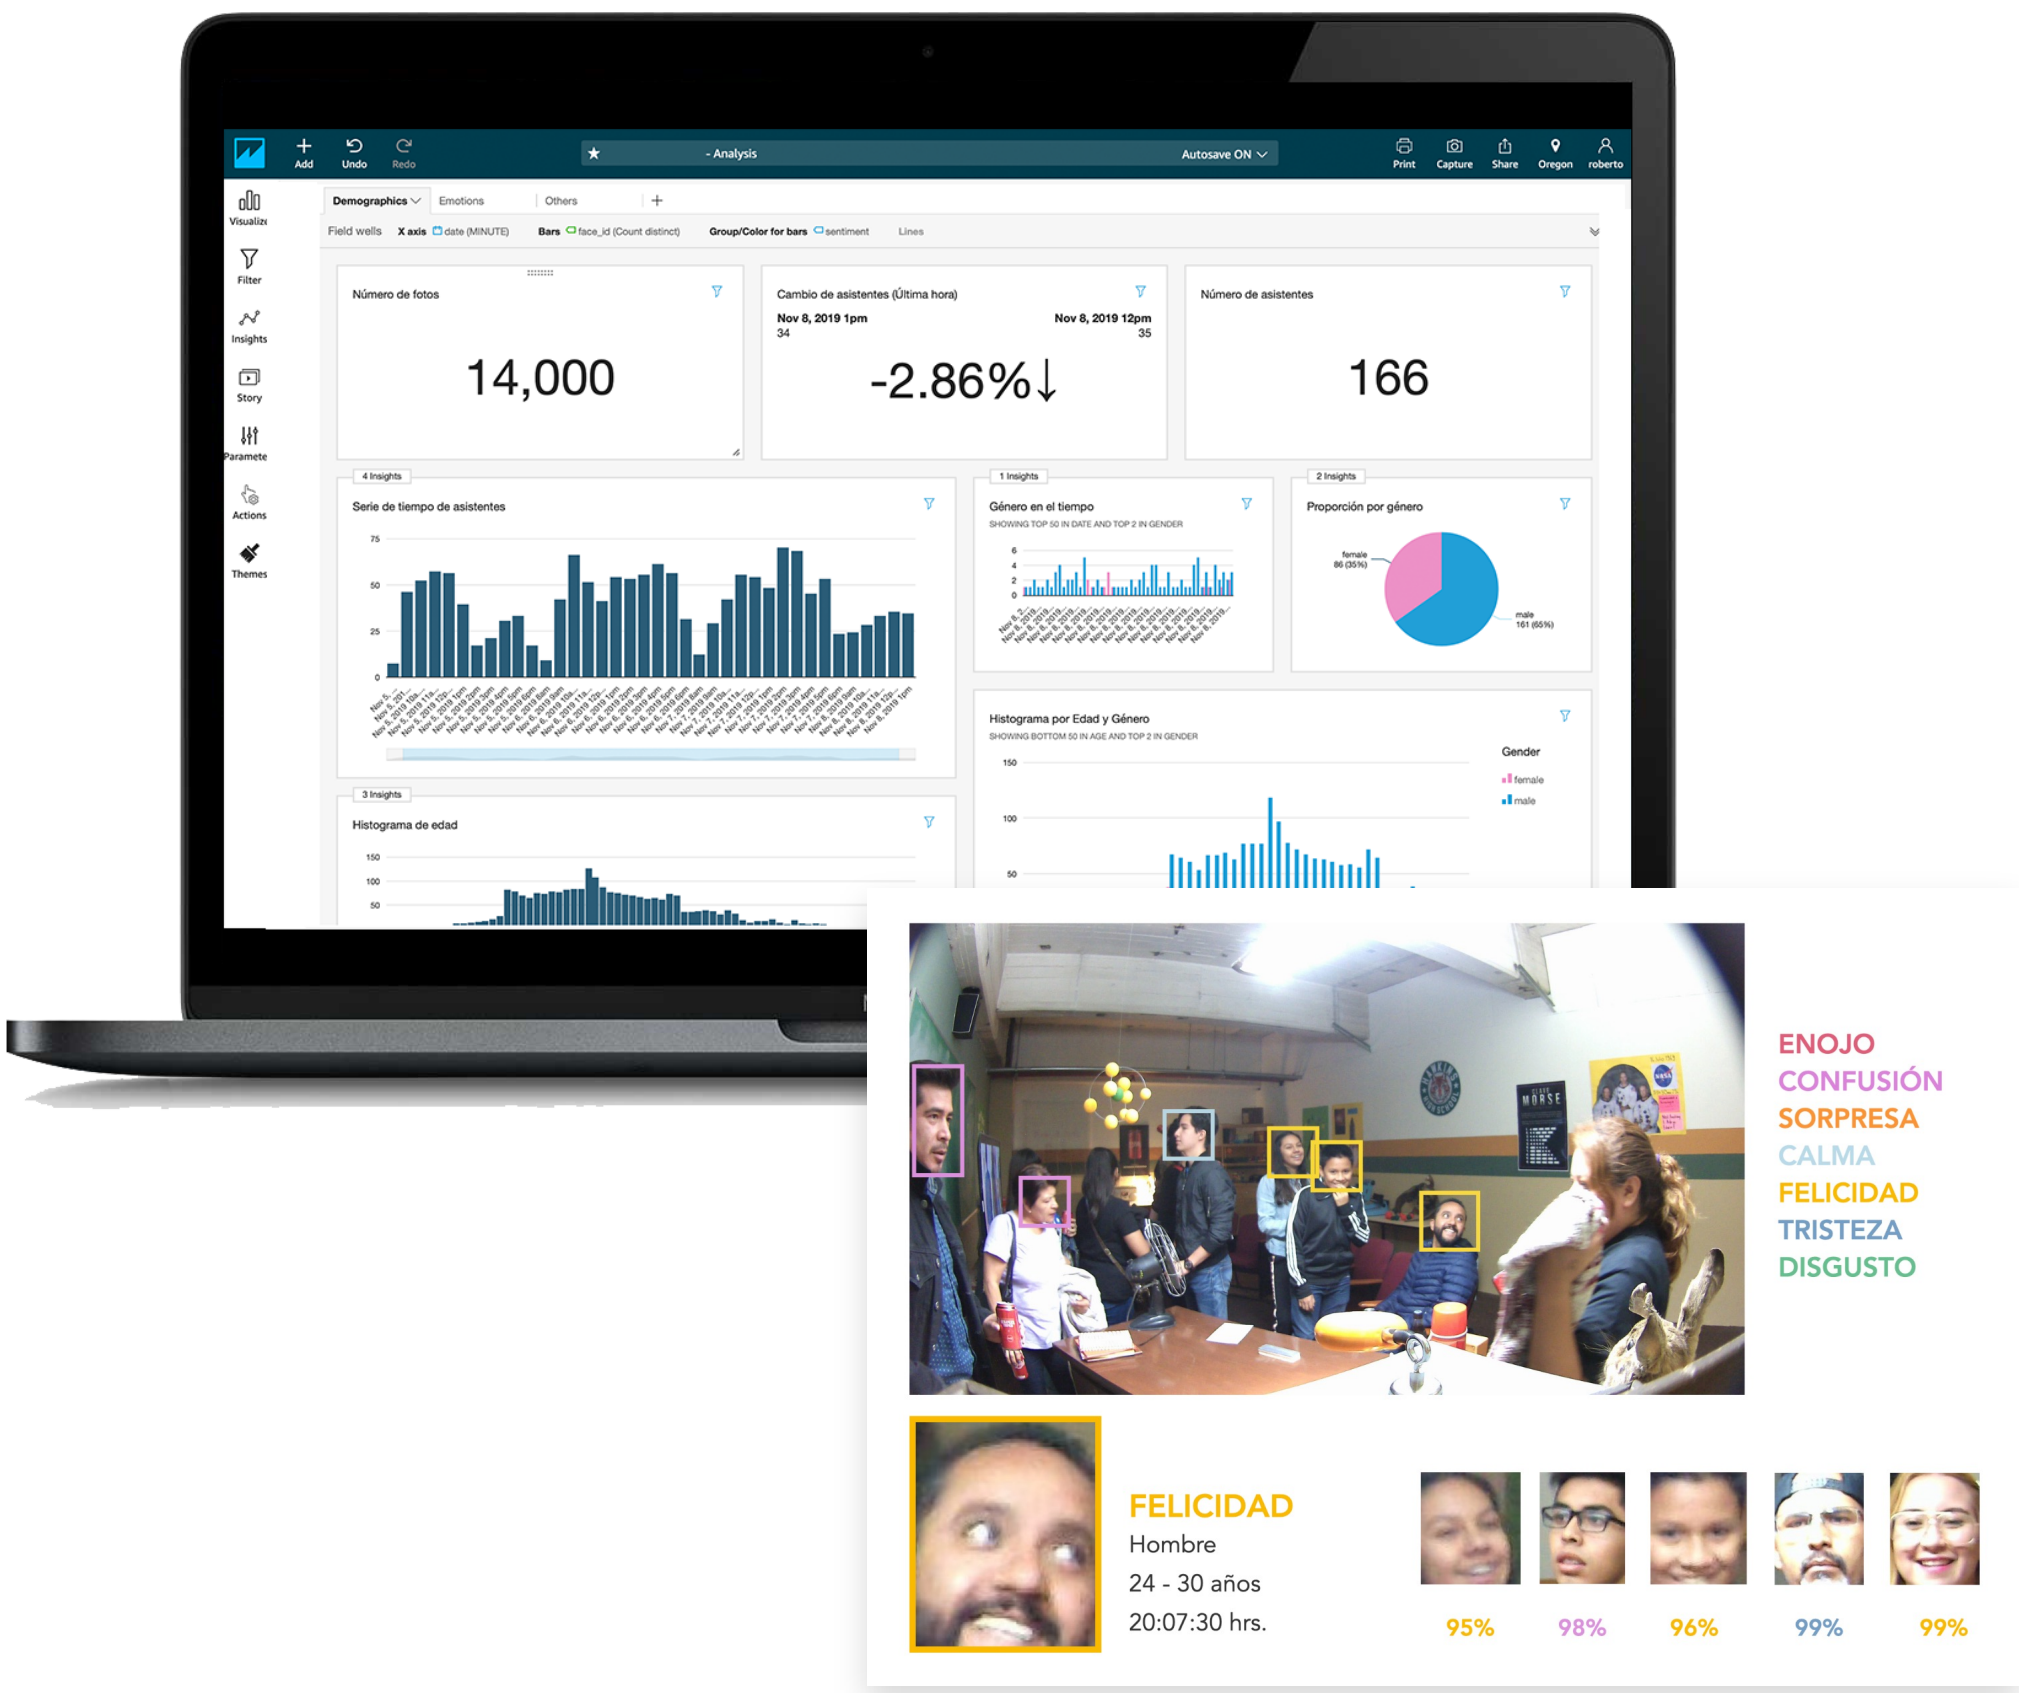 Add
Undo
Redo
- Analysis
Autosave ON
Print
Capture
Share
Oregon
roberto
Visualize
Filter
Insights
Story
Paramete
Actions
Themes
Demographics
Emotions
Others
Field wells
X axis date (MINUTE)
Bars face_id (Count distinct)
Group/Color for bars sentiment
Lines
Número de fotos
14,000
Cambio de asistentes (Última hora)
Nov 8, 2019 1pm
34
Nov 8, 2019 12pm
35
-2.86%↓
Número de asistentes
166
4 Insights
Serie de tiempo de asistentes
75
50
25
0
1 Insights
Género en el tiempo
SHOWING TOP 50 IN DATE AND TOP 2 IN GENDER
6
4
2
0
2 Insights
Proporción por género
female
86 (35%)
male
161 (65%)
Histograma por Edad y Género
SHOWING BOTTOM 50 IN AGE AND TOP 2 IN GENDER
150
100
50
Gender
female
male
3 Insights
Histograma de edad
150
100
50
HAWKINS
MORSE
NASA
ENOJO
CONFUSIÓN
SORPRESA
CALMA
FELICIDAD
TRISTEZA
DISGUSTO
FELICIDAD
Hombre
24 - 30 años
20:07:30 hrs.
95%
98%
96%
99%
99%